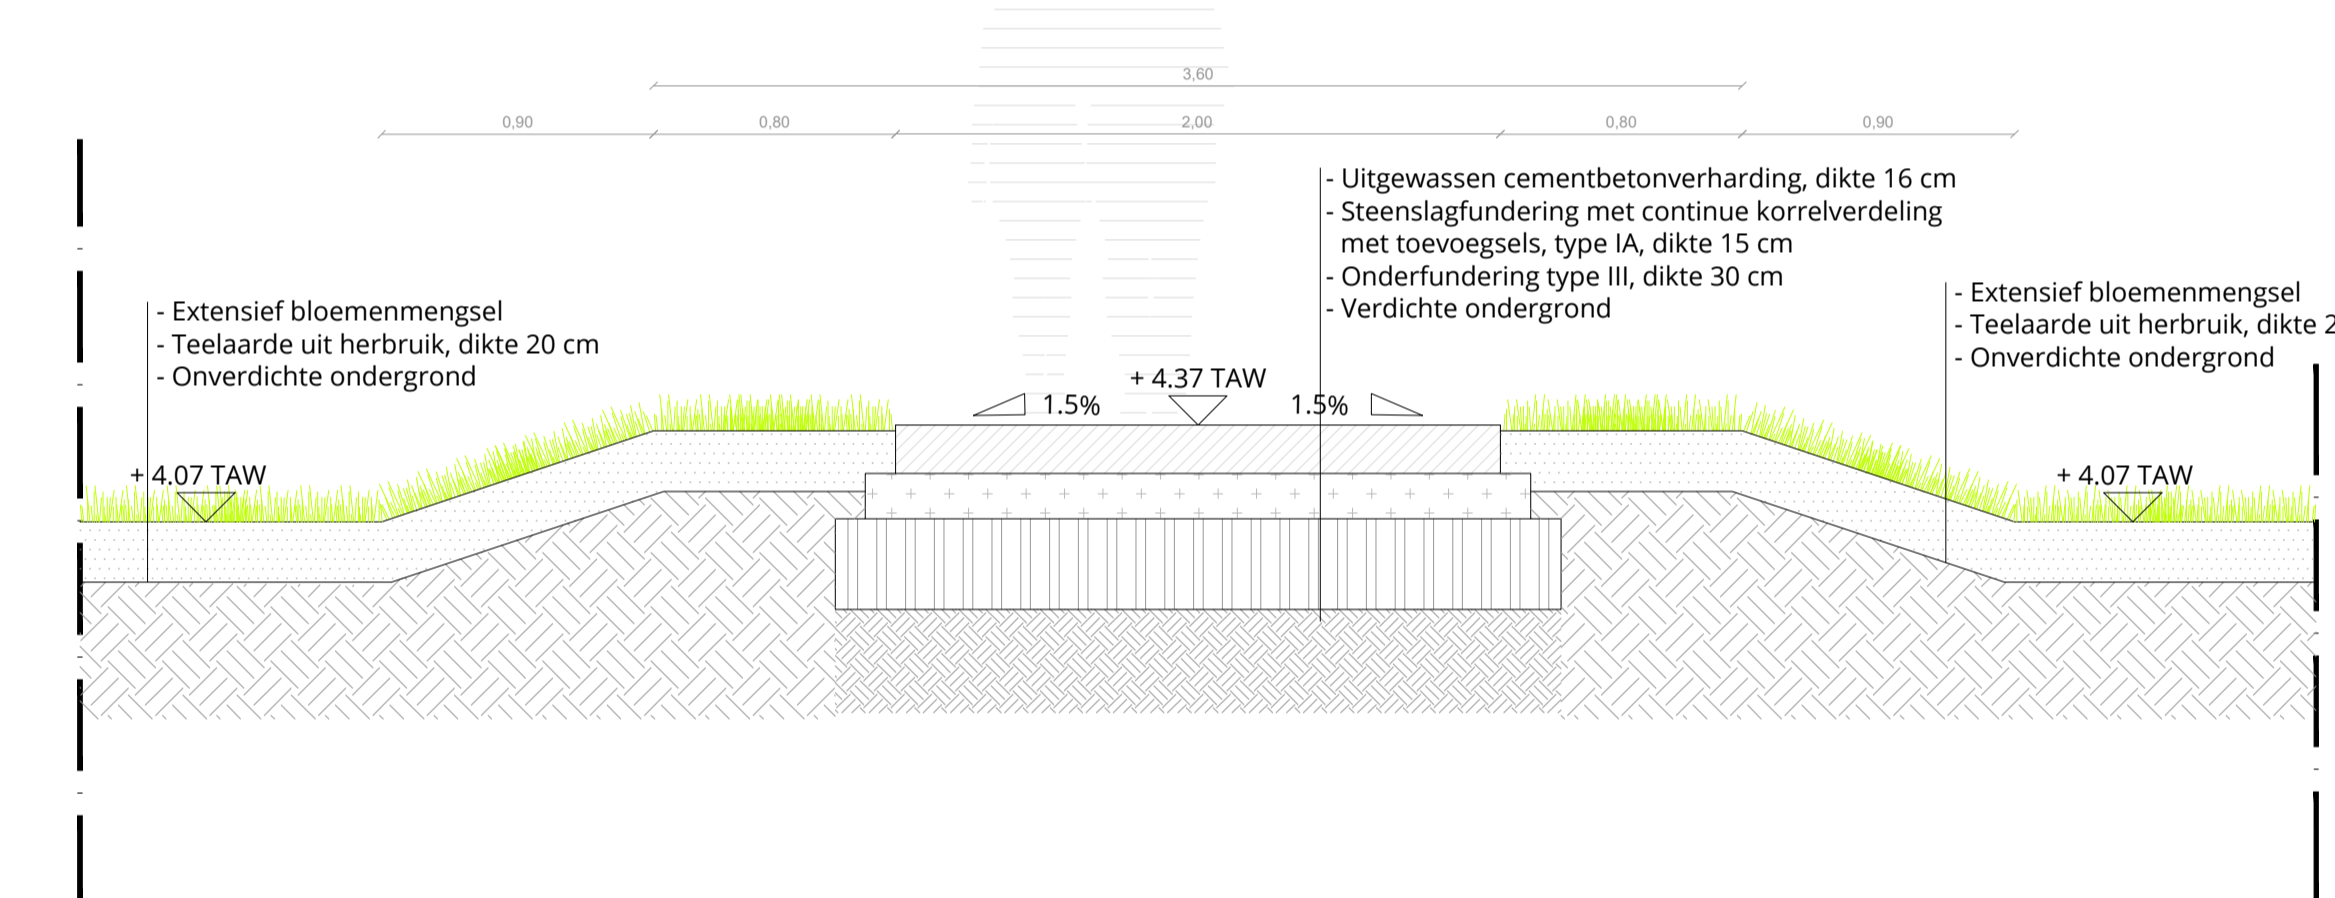 3,60
0,90
0,80
2,00
0,80
0,90
- Uitgewassen cementbetonverharding, dikte 16 cm
- Steenslagfundering met continue korrelverdeling
met toevoegsels, type IA, dikte 15 cm
- Onderfundering type III, dikte 30 cm
- Verdichte ondergrond
- Extensief bloemenmengsel
- Teelaarde uit herbruik, dikte 20 cm
- Onverdichte ondergrond
- Extensief bloemenmengsel
- Teelaarde uit herbruik, dikte 2
- Onverdichte ondergrond
+ 4.37 TAW
1.5%
1.5%
+ 4.07 TAW
+ 4.07 TAW